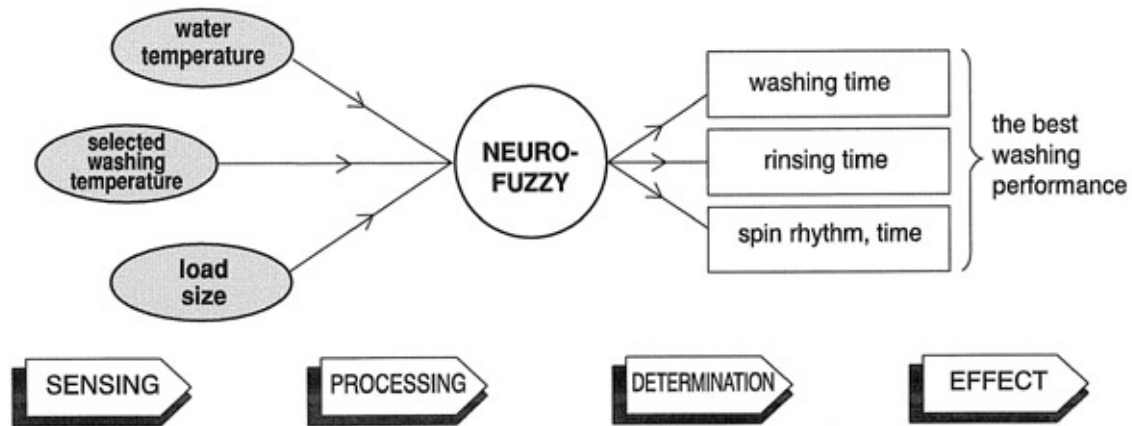 water
temperature
selected
washing
temperature
load
size
NEURO-
FUZZY
washing time
rinsing time
spin rhythm, time
the best
washing
performance
SENSING
PROCESSING
DETERMINATION
EFFECT